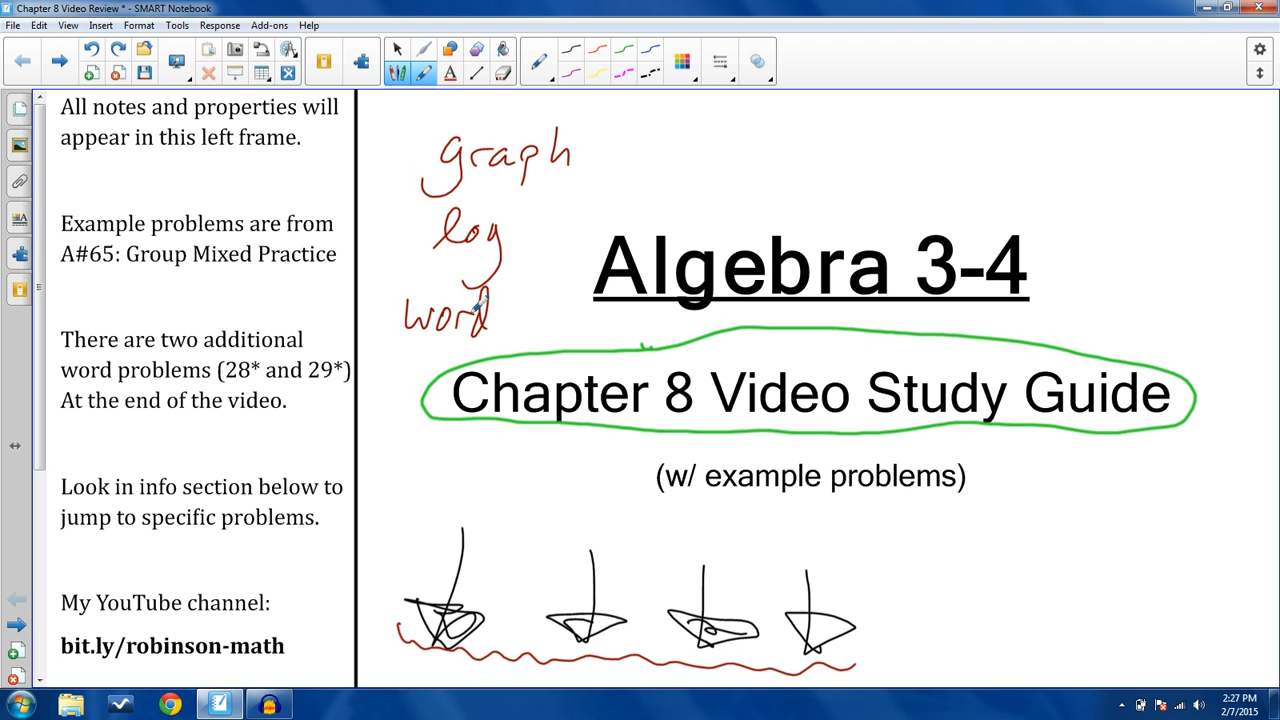 Chapter 8 Video Review * - SMART Notebook
File Edit View Insert Format Tools Response Add-ons Help
All notes and properties will
appear in this left frame.
Example problems are from
A#65: Group Mixed Practice
There are two additional
word problems (28* and 29*)
At the end of the video.
Look in info section below to
jump to specific problems.
My YouTube channel:
bit.ly/robinson-math
graph
log
word
Algebra 3-4
Chapter 8 Video Study Guide
(w/ example problems)
2:27 PM
2/7/2015